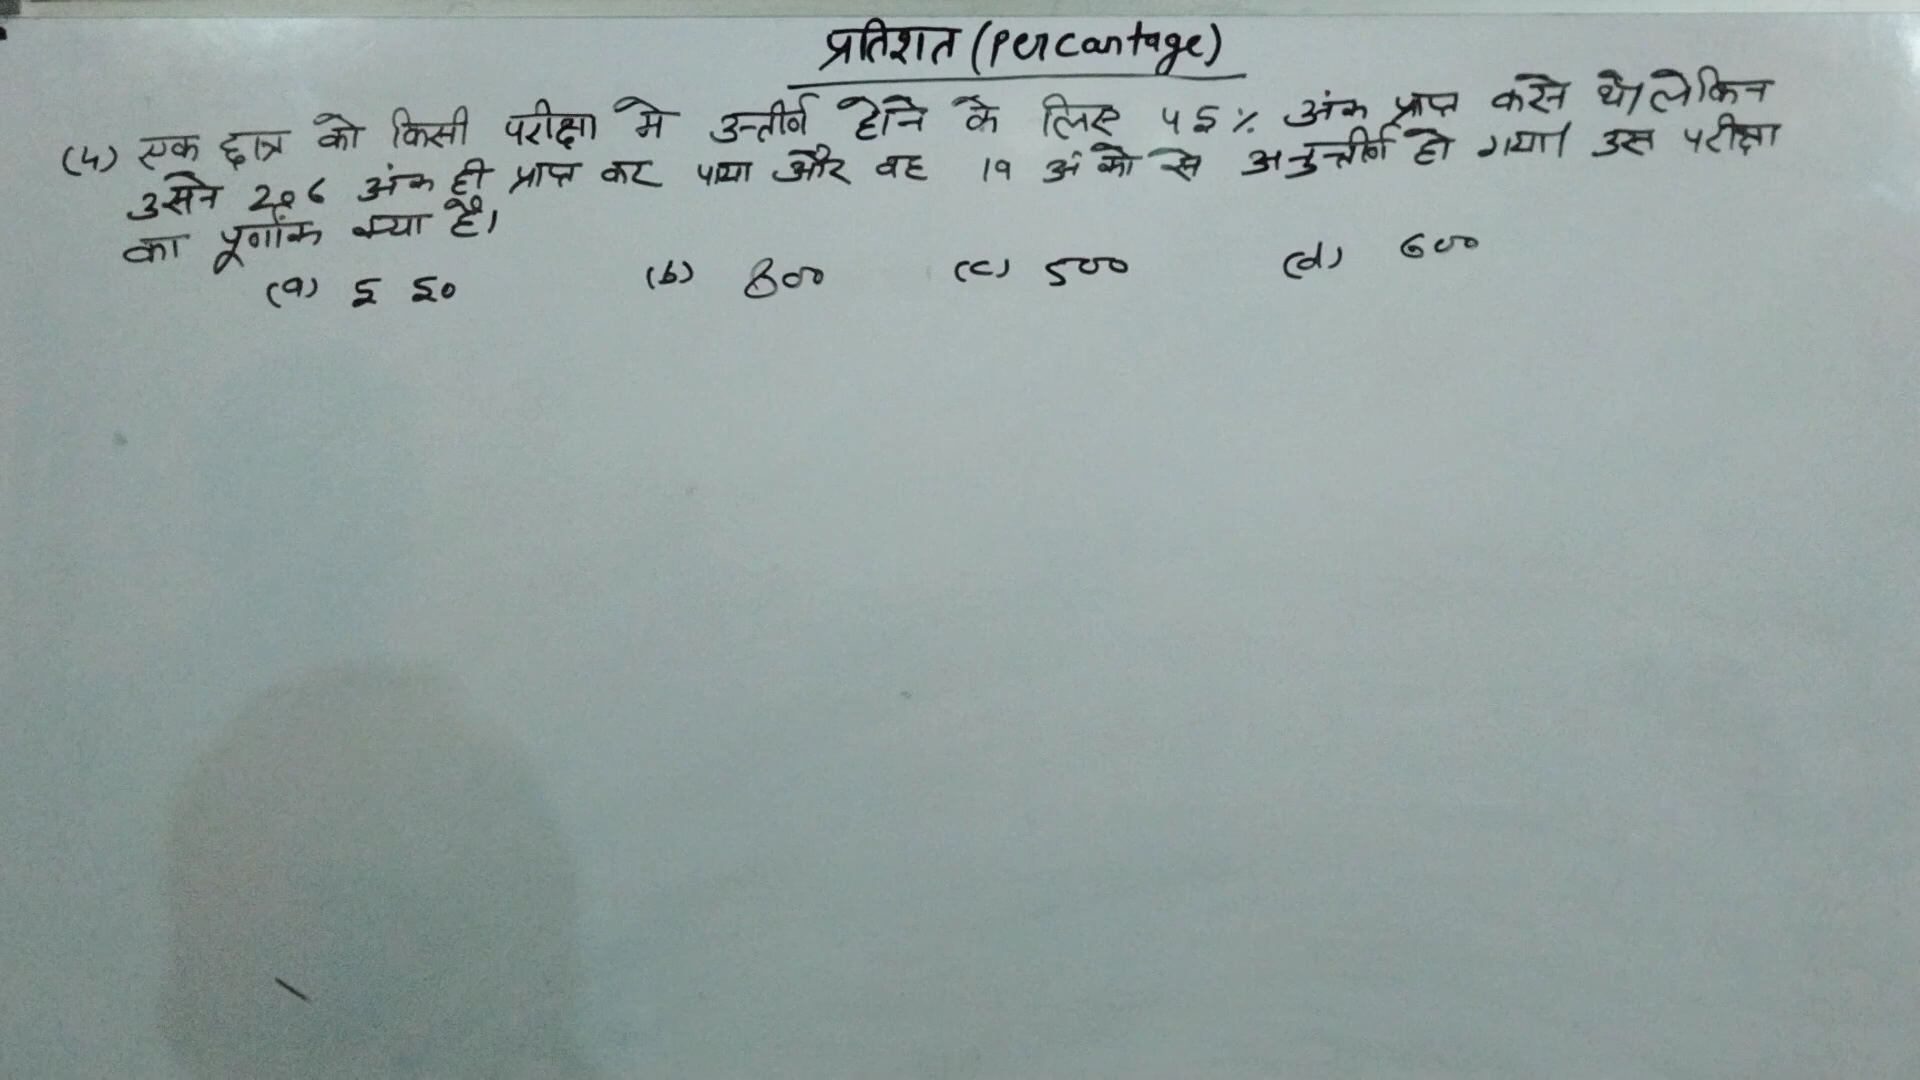 प्रतिशत (Percantage)
(4) एक छात्र को किसी परीक्षा मे उत्तीर्ण होने के लिए 45% अंक प्राप्त करने थे। लेकिन
उसने 206 अंक ही प्राप्त कर पाया और वह 19 अंको से अनुत्तीर्ण हो गया। उस परीक्षा
का पूर्णांक क्या है।
(a) 550 (b) 800 (c) 500 (d) 600